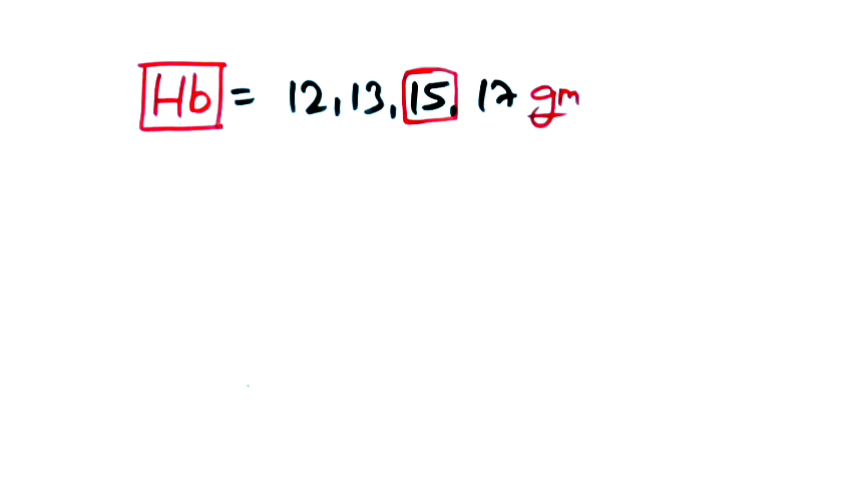 Hb = 12, 13, 15, 17 gm